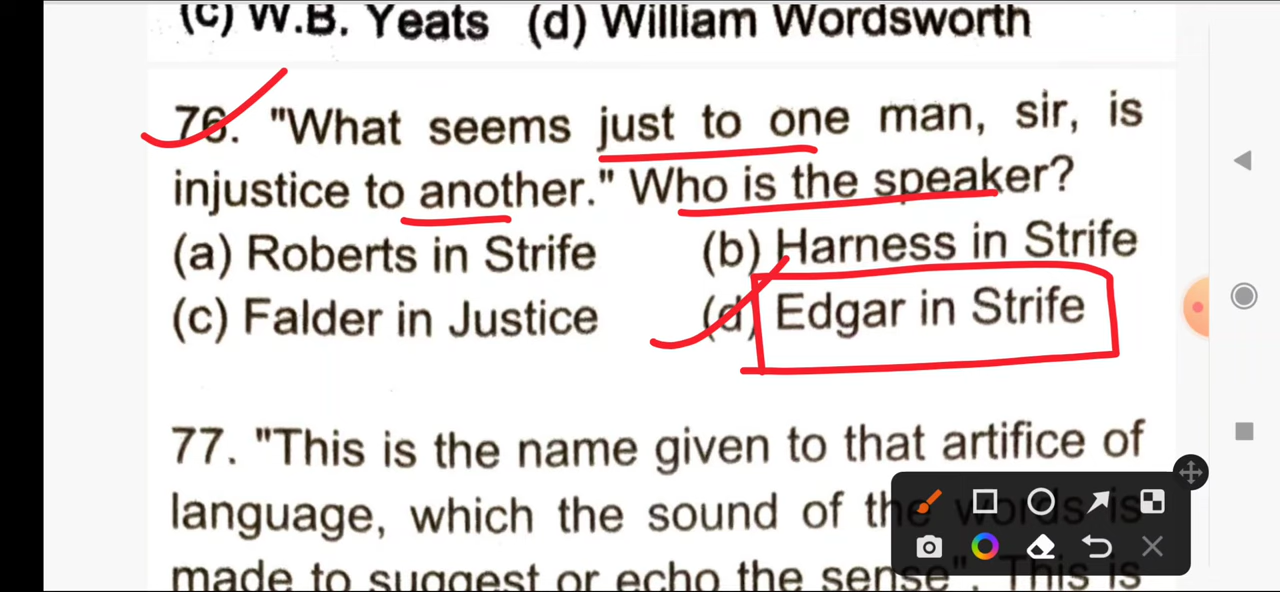 (c) W.B. Yeats (d) William Wordsworth
76. "What seems just to one man, sir, is
injustice to another." Who is the speaker?
(a) Roberts in Strife (b) Harness in Strife
(c) Falder in Justice (d) Edgar in Strife
77. "This is the name given to that artifice of
language, which the sound of the words is
made to suggest or echo the sense". This is